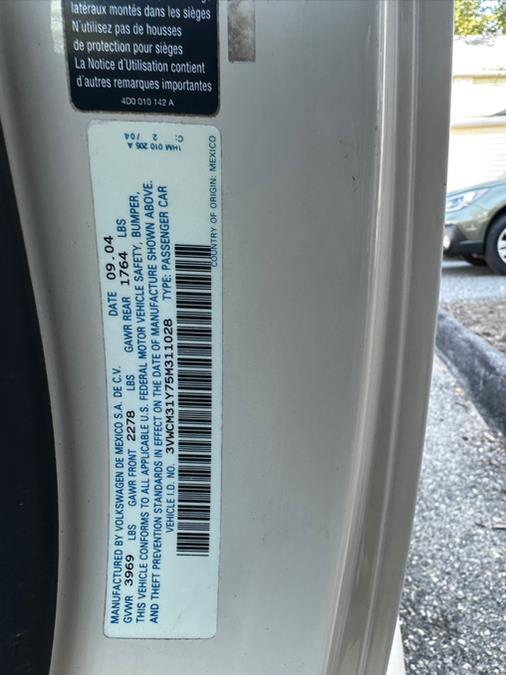 latéraux montés dans les sièges
N'utilisez pas de housses
de protection pour sièges
La Notice d'Utilisation contient
d'autres remarques importantes
4D0 010 142 A
MANUFACTURED BY VOLKSWAGEN DE MEXICO S.A. DE C.V. DATE 09.04
GVWR 3969 LBS GAWR FRONT 2278 LBS GAWR REAR 1764 LBS
THIS VEHICLE CONFORMS TO ALL APPLICABLE U.S. FEDERAL MOTOR VEHICLE SAFETY, BUMPER,
AND THEFT PREVENTION STANDARDS IN EFFECT ON THE DATE OF MANUFACTURE SHOWN ABOVE.
VEHICLE I.D. NO. 3VWCM31Y75M311028 TYPE: PASSENGER CAR
COUNTRY OF ORIGIN: MEXICO
1HM 010 205 A
C: 2 /04